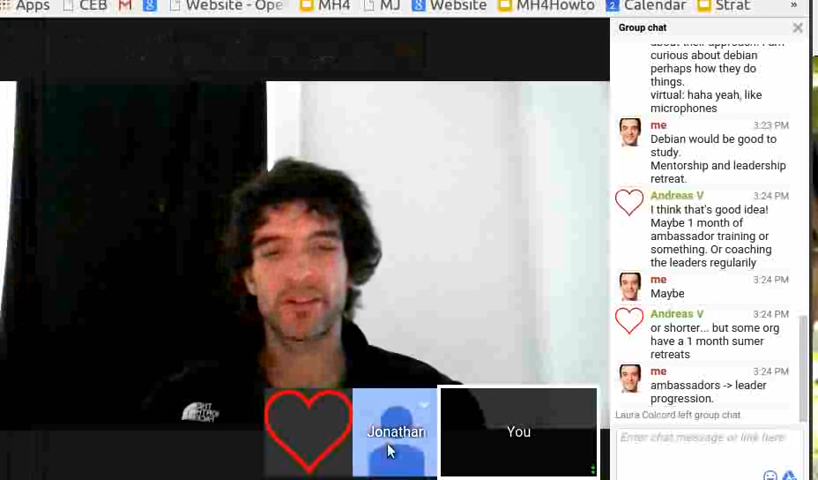 Apps CEB Website - Ope MH4 MJ Website MH4Howto 2 Calendar Strat »
Group chat
about their approach. I am
curious about debian
perhaps how they do
things.
virtual: haha yeah, like
microphones
me 3:23 PM
Debian would be good to
study.
Mentorship and leadership
retreat.
Andreas V 3:24 PM
I think that's good idea!
Maybe 1 month of
ambassador training or
something. Or coaching
the leaders regularly
me 3:24 PM
Maybe
Andreas V 3:24 PM
or shorter... but some org
have a 1 month sumer
retreats
me 3:24 PM
ambassadors -> leader
progression.
Laura Colcord left group chat
Enter chat message or link here
Jonathan
You